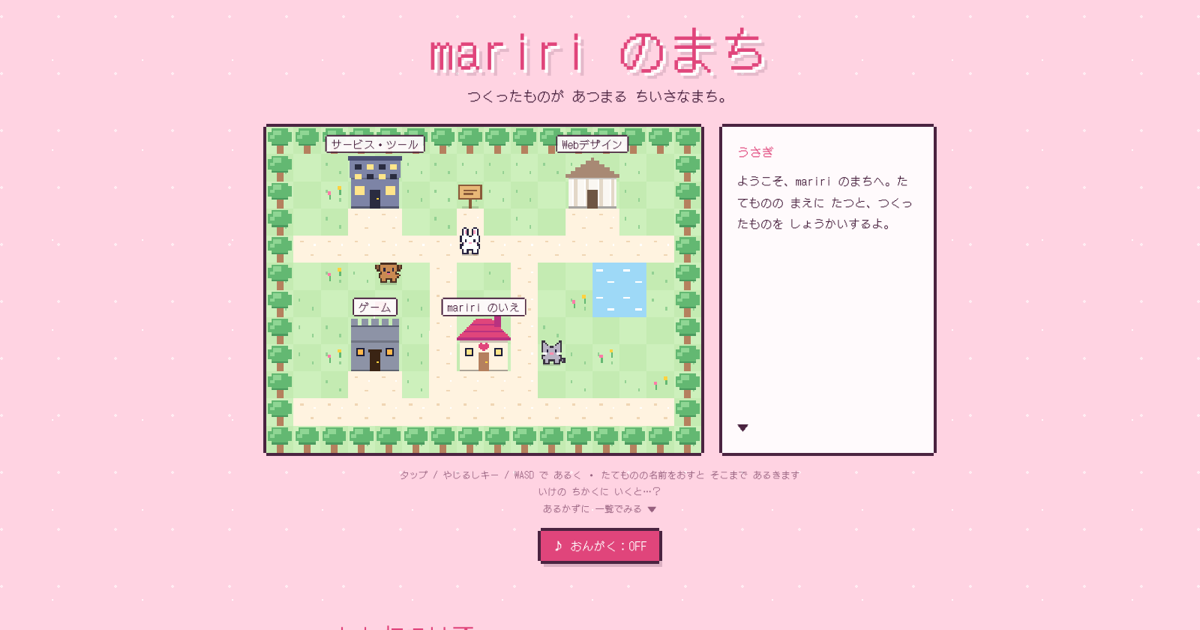 mariri のまち
つくったものが あつまる ちいさなまち。
サービス・ツール
Webデザイン
ゲーム
mariri のいえ
うさぎ
ようこそ、mariri のまちへ。た
てものの まえに たつと、つくっ
たものを しょうかいするよ。
▼
タップ / やじるしキー / WASD で あるく ・ たてものの名前をおすと そこまで あるきます
いけの ちかくに いくと…？
あるかずに 一覧でみる ▼
♪ おんがく：OFF